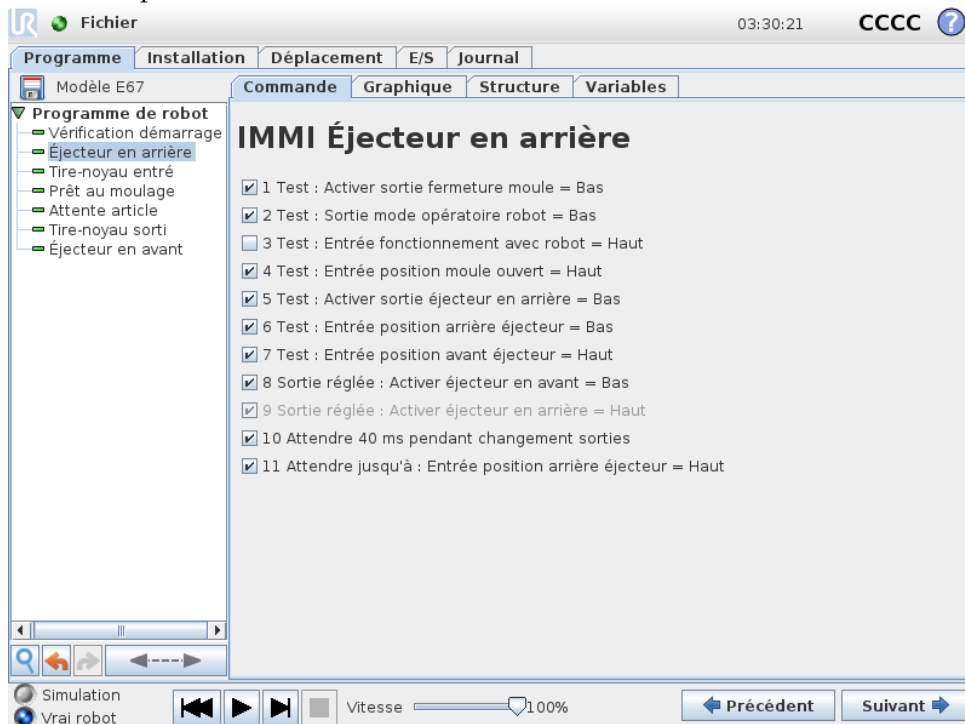 UR Fichier 03:30:21 CCCC ?
Programme Installation Déplacement E/S Journal
Modèle E67
Commande Graphique Structure Variables
Programme de robot
Vérification démarrage
Éjecteur en arrière
Tire-noyau entré
Prêt au moulage
Attente article
Tire-noyau sorti
Éjecteur en avant
IMMI Éjecteur en arrière
1 Test : Activer sortie fermeture moule = Bas
2 Test : Sortie mode opératoire robot = Bas
3 Test : Entrée fonctionnement avec robot = Haut
4 Test : Entrée position moule ouvert = Haut
5 Test : Activer sortie éjecteur en arrière = Bas
6 Test : Entrée position arrière éjecteur = Bas
7 Test : Entrée position avant éjecteur = Haut
8 Sortie réglée : Activer éjecteur en avant = Bas
9 Sortie réglée : Activer éjecteur en arrière = Haut
10 Attendre 40 ms pendant changement sorties
11 Attendre jusqu'à : Entrée position arrière éjecteur = Haut
Simulation
Vrai robot
Vitesse 100%
Précédent Suivant